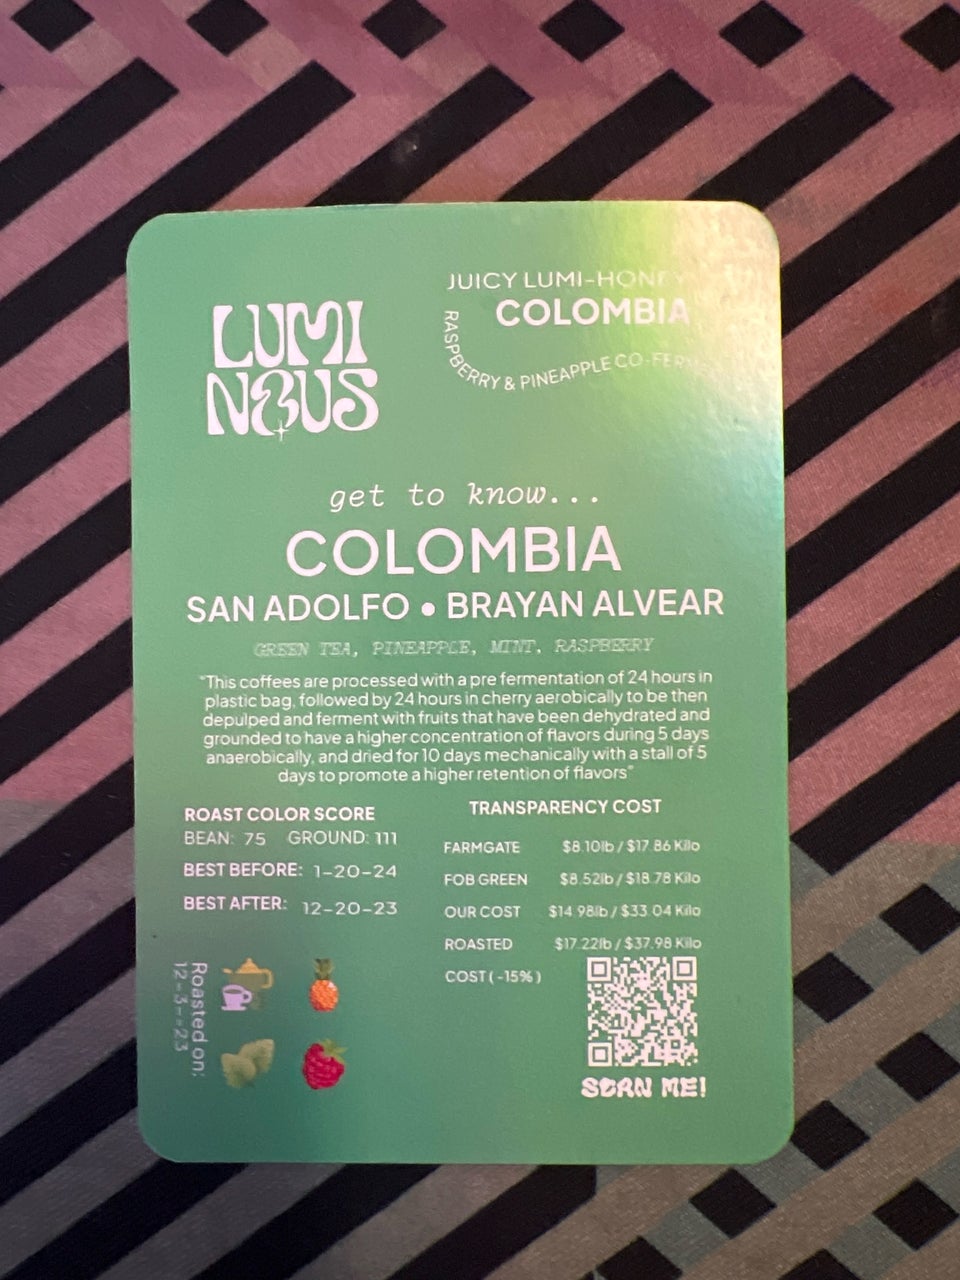 LUMI
NOUS
JUICY LUMI-HONEY
COLOMBIA
RASPBERRY & PINEAPPLE
get to know...
COLOMBIA
SAN ADOLFO • BRAYAN ALVEAR
GREEN TEA, PINEAPPLE, MINT, RASPBERRY
"This coffees are processed with a pre fermentation of 24 hours in
plastic bag, followed by 24 hours in cherry aerobically to be then
depulped and ferment with fruits that have been dehydrated and
grounded to have a higher concentration of flavors during 5 days
anaerobically, and dried for 10 days mechanically with a stall of 5
days to promote a higher retention of flavors"
ROAST COLOR SCORE
BEAN: 75 GROUND: 111
BEST BEFORE: 1-20-24
BEST AFTER: 12-20-23
TRANSPARENCY COST
FARMGATE $8.10lb / $17.86 Kilo
FOB GREEN $8.52lb / $18.78 Kilo
OUR COST $14.98lb / $33.04 Kilo
ROASTED $17.22lb / $37.98 Kilo
COST ( -15% )
Roasted on:
SCAN ME!